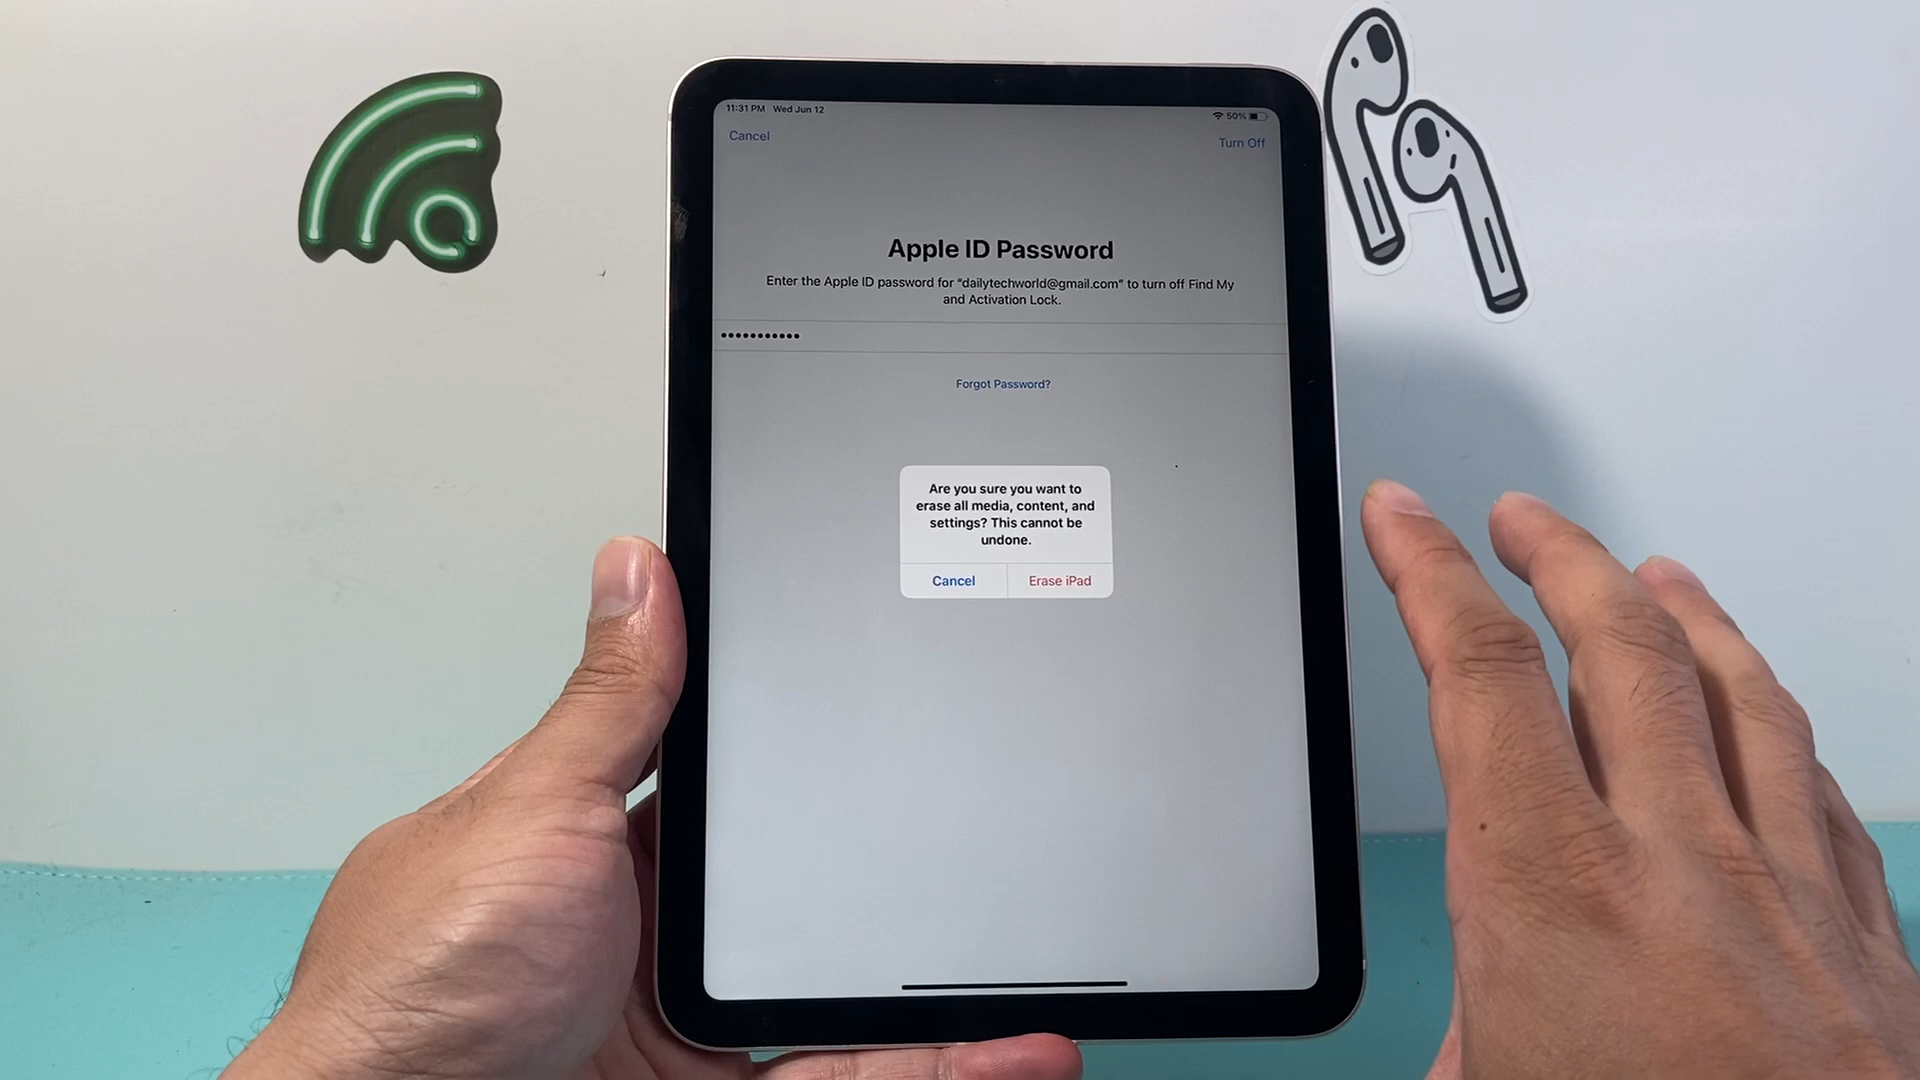 11:31 PM Wed Jun 12
50%
Cancel
Turn Off
Apple ID Password
Enter the Apple ID password for “dailytechworld@gmail.com” to turn off Find My
and Activation Lock.
•••••••••••
Forgot Password?
Are you sure you want to
erase all media, content, and
settings? This cannot be
undone.
Cancel
Erase iPad